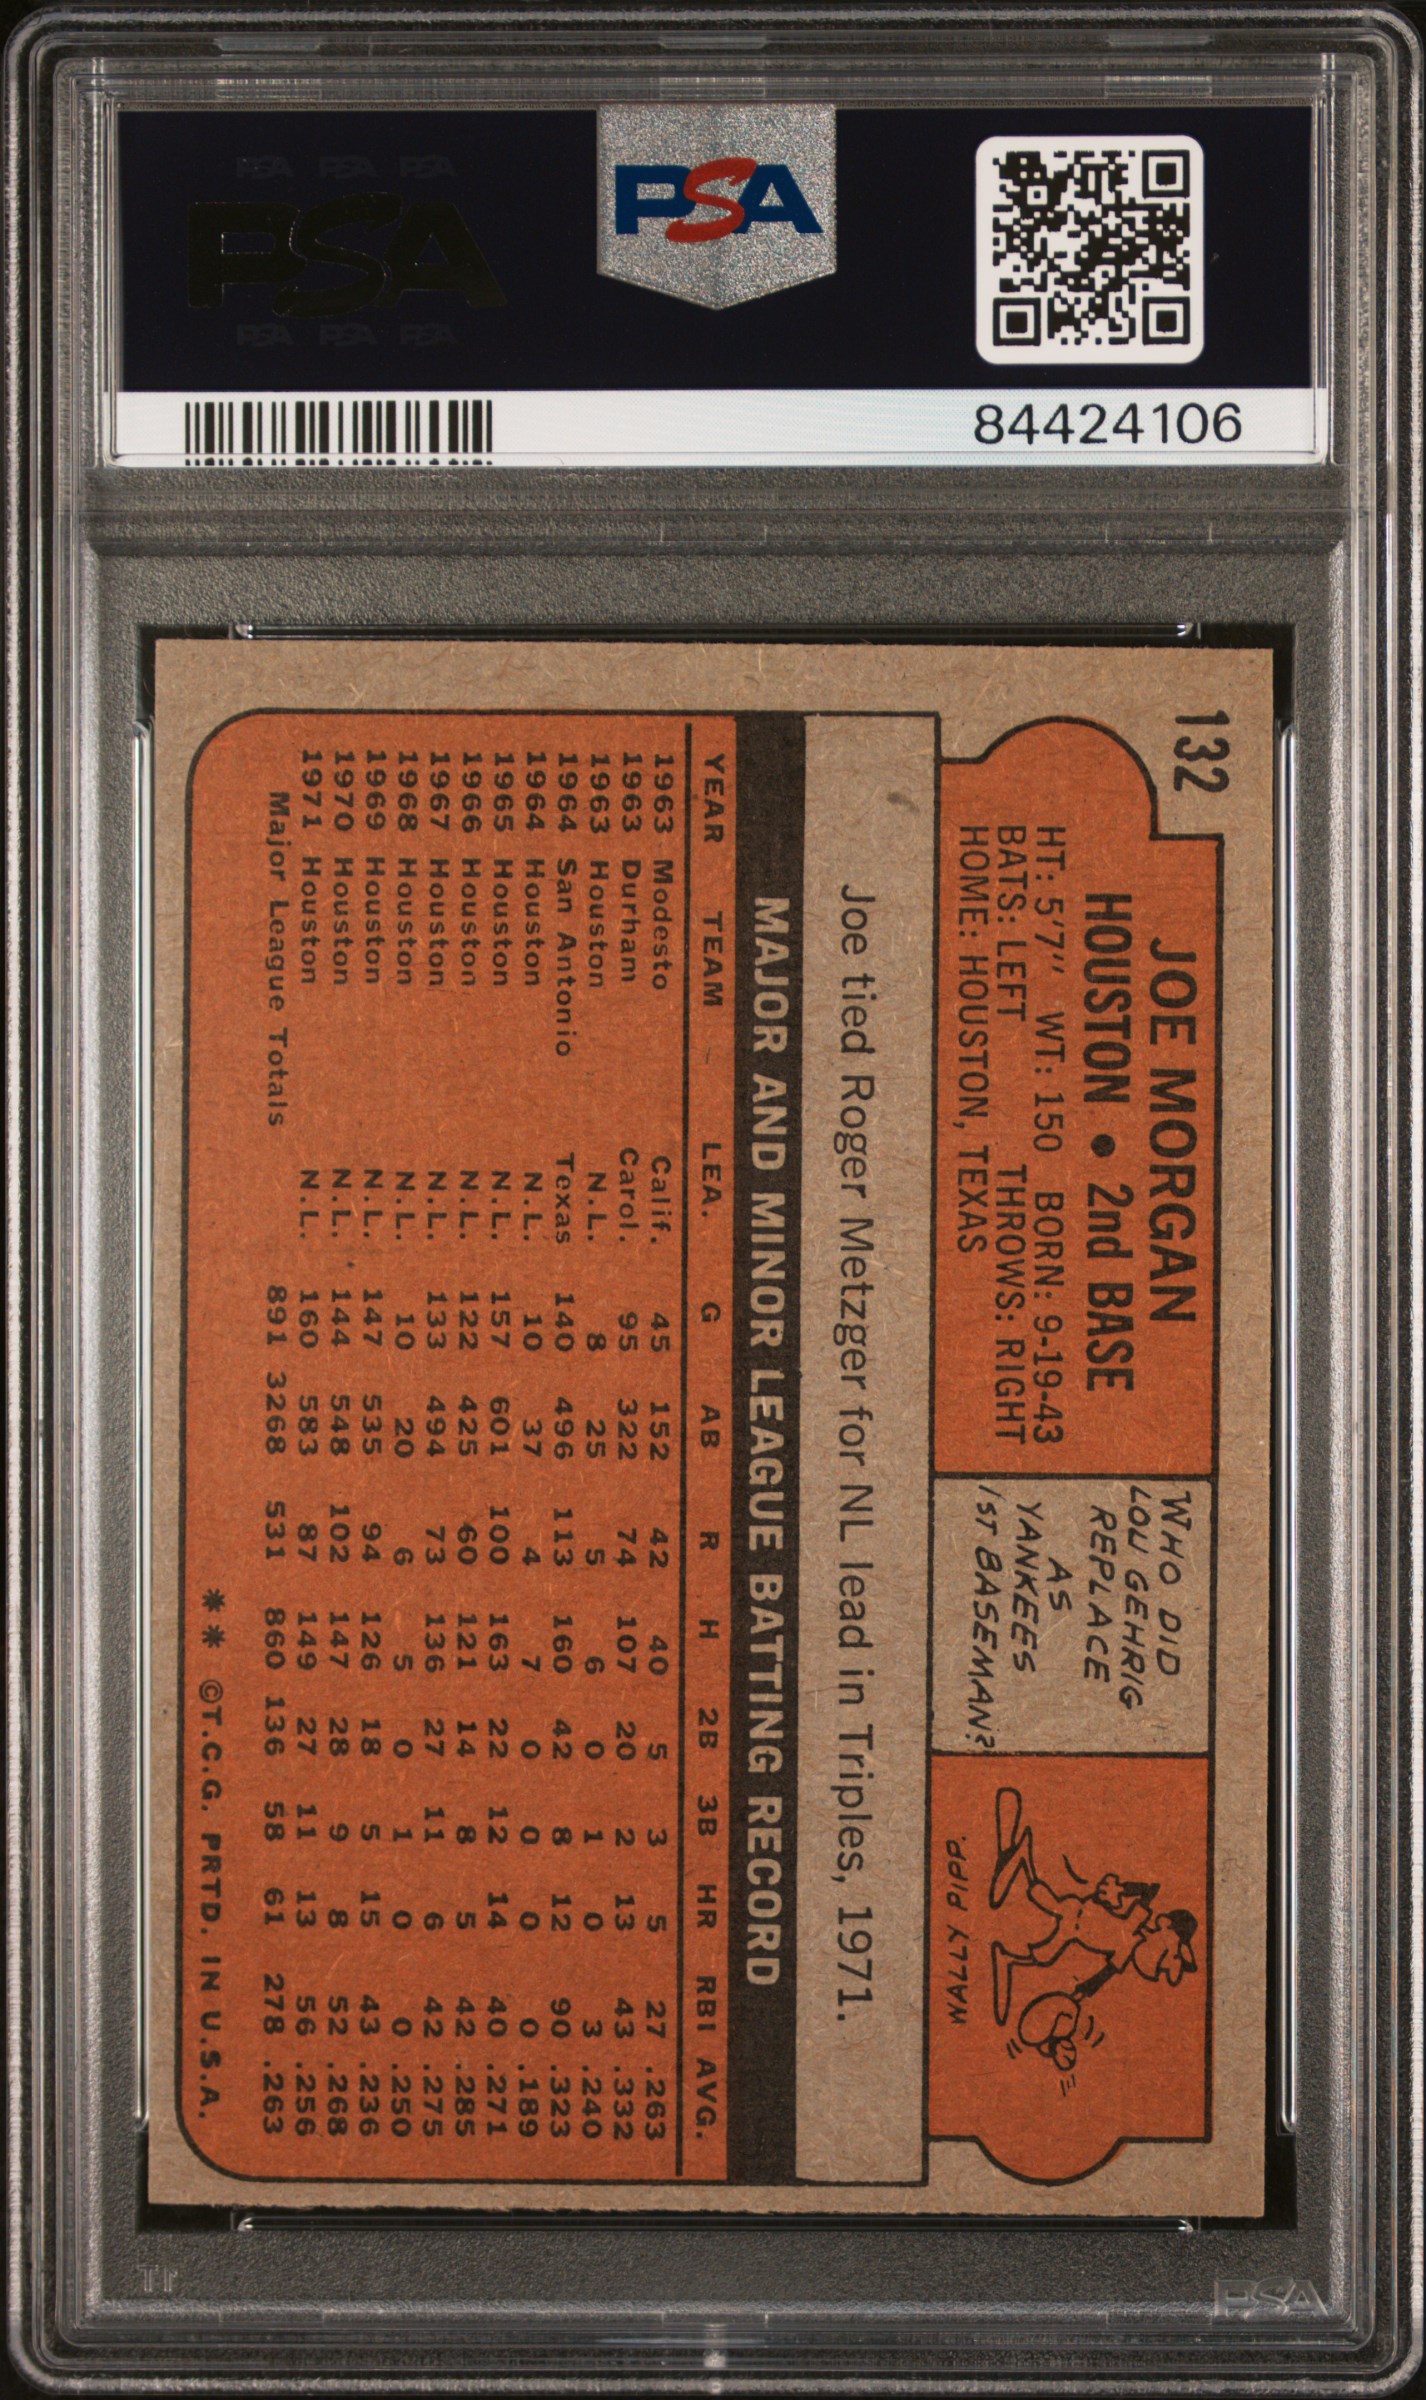 PSA PSA PSA
PSA
PSA PSA PSA
PSA
84424106
132
JOE MORGAN
HOUSTON • 2nd BASE
HT: 5'7" WT: 150 BORN: 9-19-43
BATS: LEFT THROWS: RIGHT
HOME: HOUSTON, TEXAS
WHO DID
LOU GEHRIG
REPLACE
AS
YANKEES
1ST BASEMAN?
WALLY PIPP.
Joe tied Roger Metzger for NL lead in Triples, 1971.
MAJOR AND MINOR LEAGUE BATTING RECORD
YEAR TEAM LEA. G AB R H 2B 3B HR RBI AVG.
1963 Modesto Calif. 45 152 42 40 5 3 5 27 .263
1963 Durham Carol. 95 322 74 107 20 2 13 43 .332
1963 Houston N.L. 8 25 5 6 0 1 0 3 .240
1964 San Antonio Texas 140 496 113 160 42 8 12 90 .323
1964 Houston N.L. 10 37 4 7 0 0 0 0 .189
1965 Houston N.L. 157 601 100 163 22 12 14 40 .271
1966 Houston N.L. 122 425 60 121 14 8 5 42 .285
1967 Houston N.L. 133 494 73 136 27 11 6 42 .275
1968 Houston N.L. 10 20 6 5 0 1 0 0 .250
1969 Houston N.L. 147 535 94 126 18 5 15 43 .236
1970 Houston N.L. 144 548 102 147 28 9 8 52 .268
1971 Houston N.L. 160 583 87 149 27 11 13 56 .256
Major League Totals 891 3268 531 860 136 58 61 278 .263
** ©T.C.G. PRTD. IN U.S.A.
PSA